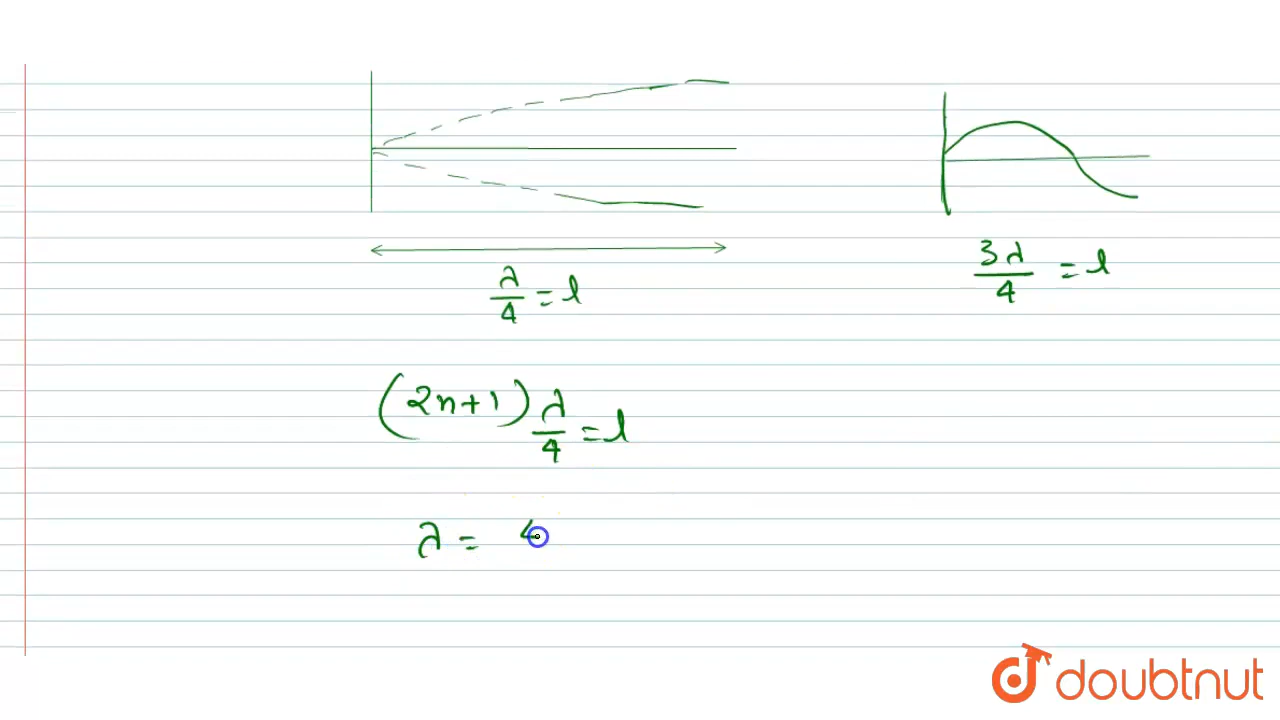 λ/4 = l
3λ/4 = l
(2n+1) λ/4 = l
λ = 4
doubtnut